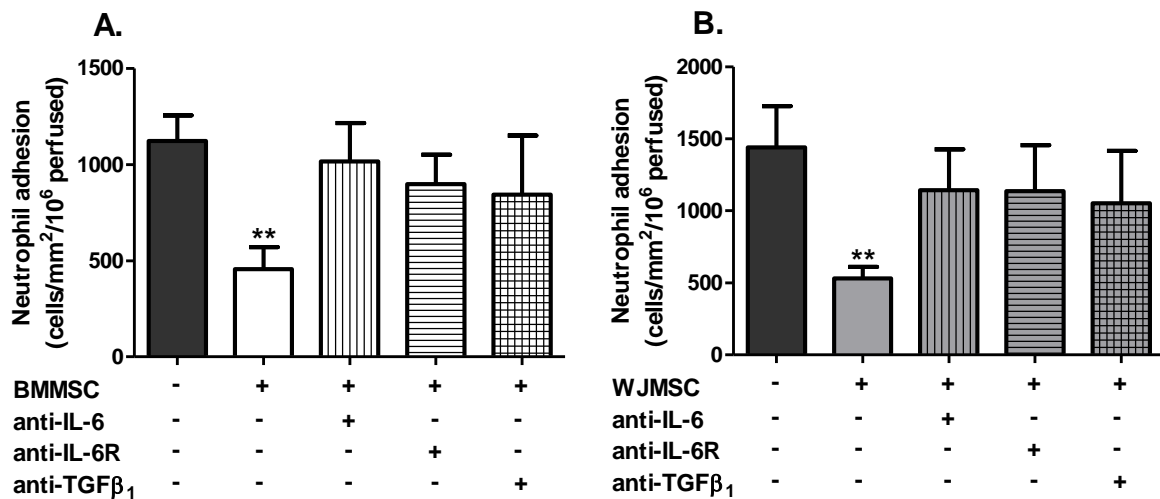 A.
Neutrophil adhesion
(cells/mm²/10⁶ perfused)
1500
1000
500
0
**
BMMSC - + + + +
anti-IL-6 - - + - -
anti-IL-6R - - - + -
anti-TGFβ₁ - - - - +
B.
Neutrophil adhesion
(cells/mm²/10⁶ perfused)
2000
1500
1000
500
0
**
WJMSC - + + + +
anti-IL-6 - - + - -
anti-IL-6R - - - + -
anti-TGFβ₁ - - - - +